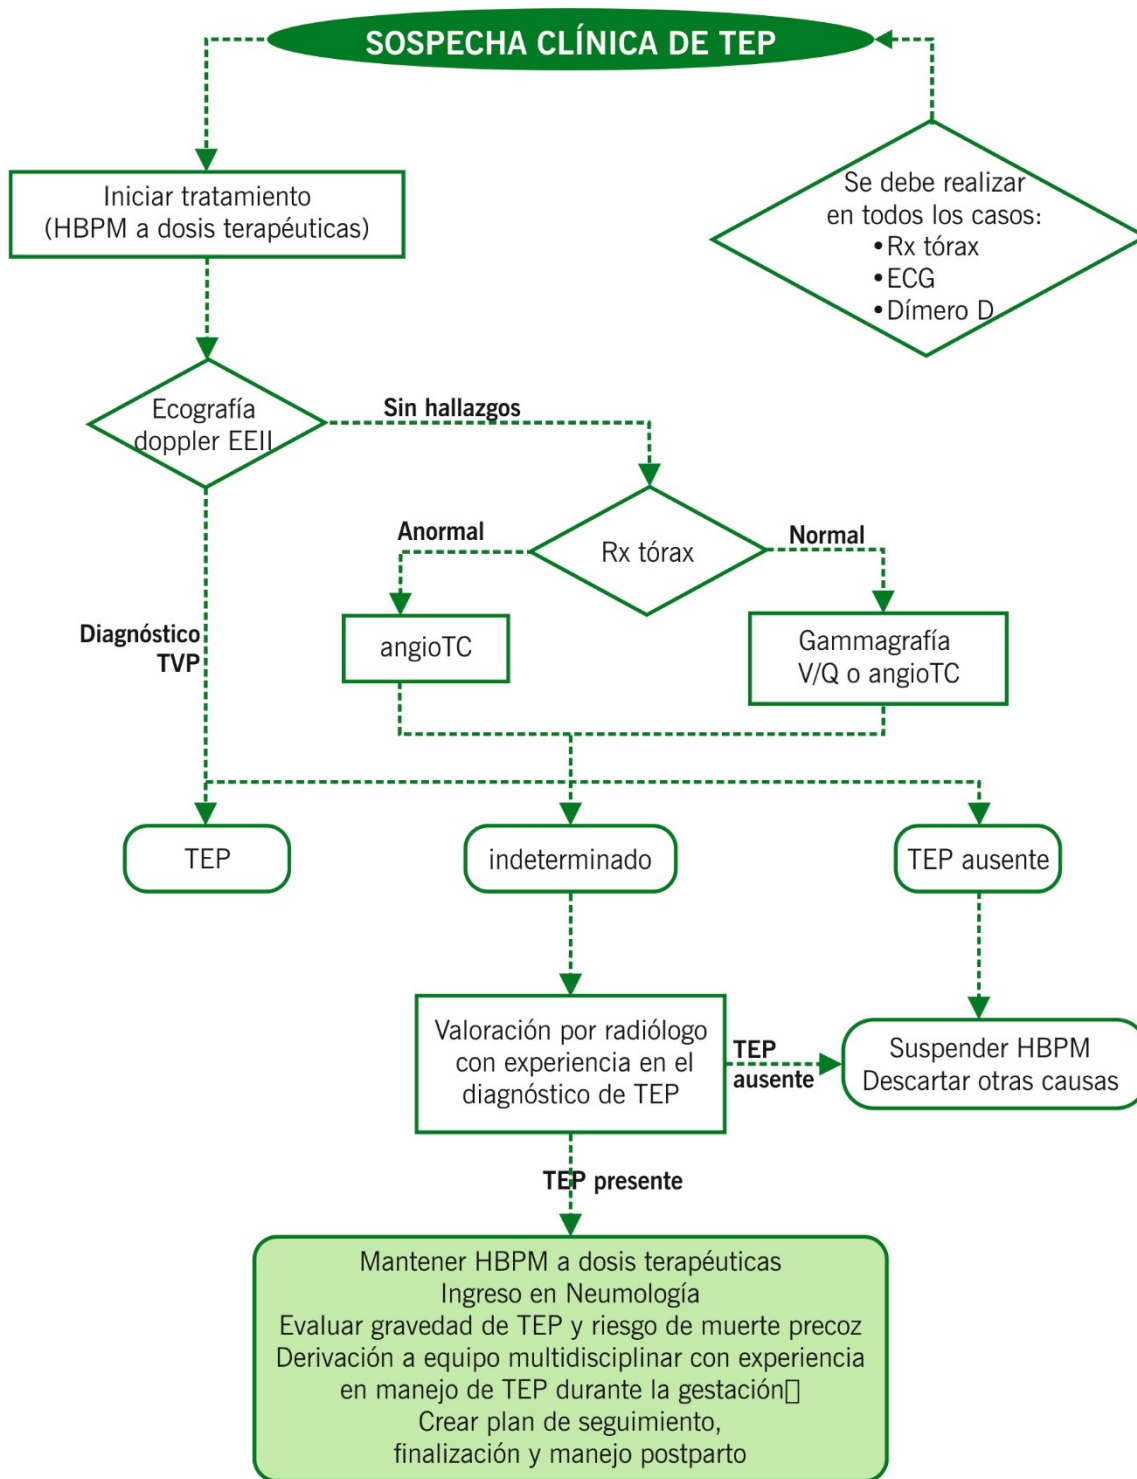 SOSPECHA CLÍNICA DE TEP
Iniciar tratamiento
(HBPM a dosis terapéuticas)
Se debe realizar
en todos los casos:
•Rx tórax
•ECG
•Dímero D
Ecografía
doppler EEII
Sin hallazgos
Anormal
Rx tórax
Normal
Diagnóstico
TVP
angioTC
Gammagrafía
V/Q o angioTC
TEP
indeterminado
TEP ausente
Valoración por radiólogo
con experiencia en el
diagnóstico de TEP
TEP
ausente
Suspender HBPM
Descartar otras causas
TEP presente
Mantener HBPM a dosis terapéuticas
Ingreso en Neumología
Evaluar gravedad de TEP y riesgo de muerte precoz
Derivación a equipo multidisciplinar con experiencia
en manejo de TEP durante la gestación▯
Crear plan de seguimiento,
finalización y manejo postparto